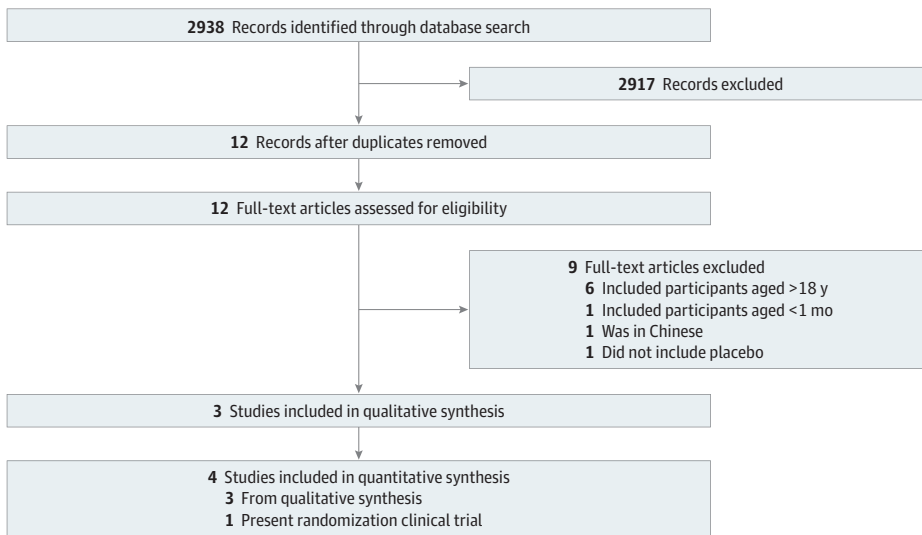 2938 Records identified through database search
2917 Records excluded
12 Records after duplicates removed
12 Full-text articles assessed for eligibility
9 Full-text articles excluded
6 Included participants aged >18 y
1 Included participants aged <1 mo
1 Was in Chinese
1 Did not include placebo
3 Studies included in qualitative synthesis
4 Studies included in quantitative synthesis
3 From qualitative synthesis
1 Present randomization clinical trial